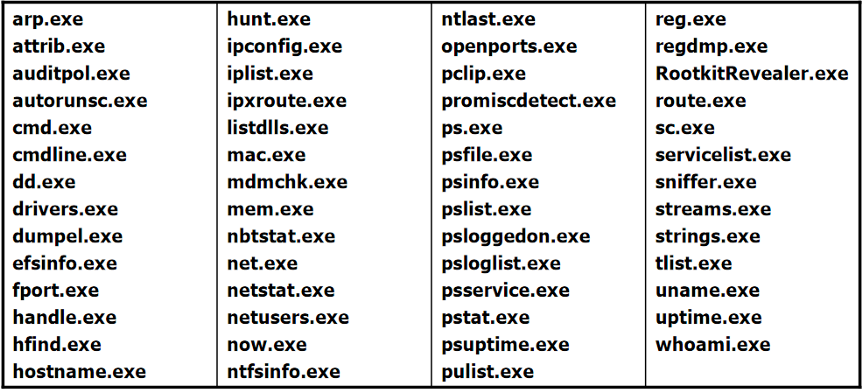 arp.exe
attrib.exe
auditpol.exe
autorunsc.exe
cmd.exe
cmdline.exe
dd.exe
drivers.exe
dumpel.exe
efsinfo.exe
fport.exe
handle.exe
hfind.exe
hostname.exe
hunt.exe
ipconfig.exe
iplist.exe
ipxroute.exe
listdlls.exe
mac.exe
mdmchk.exe
mem.exe
nbtstat.exe
net.exe
netstat.exe
netusers.exe
now.exe
ntfsinfo.exe
ntlast.exe
openports.exe
pclip.exe
promiscdetect.exe
ps.exe
psfile.exe
psinfo.exe
pslist.exe
psloggedon.exe
psloglist.exe
psservice.exe
pstat.exe
psuptime.exe
pulist.exe
reg.exe
regdmp.exe
RootkitRevealer.exe
route.exe
sc.exe
servicelist.exe
sniffer.exe
streams.exe
strings.exe
tlist.exe
uname.exe
uptime.exe
whoami.exe